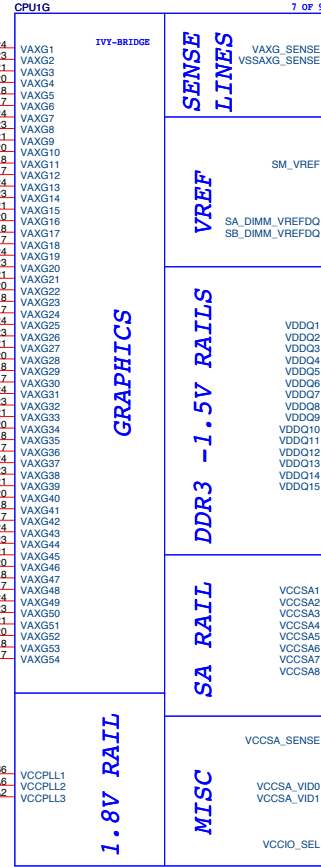 CPU1G
7 OF 9
IVY-BRIDGE
VAXG1
VAXG2
VAXG3
VAXG4
VAXG5
VAXG6
VAXG7
VAXG8
VAXG9
VAXG10
VAXG11
VAXG12
VAXG13
VAXG14
VAXG15
VAXG16
VAXG17
VAXG18
VAXG19
VAXG20
VAXG21
VAXG22
VAXG23
VAXG24
VAXG25
VAXG26
VAXG27
VAXG28
VAXG29
VAXG30
VAXG31
VAXG32
VAXG33
VAXG34
VAXG35
VAXG36
VAXG37
VAXG38
VAXG39
VAXG40
VAXG41
VAXG42
VAXG43
VAXG44
VAXG45
VAXG46
VAXG47
VAXG48
VAXG49
VAXG50
VAXG51
VAXG52
VAXG53
VAXG54
GRAPHICS
VCCPLL1
VCCPLL2
VCCPLL3
1.8V RAIL
SENSE
LINES
VAXG_SENSE
VSSAXG_SENSE
VREF
SM_VREF
SA_DIMM_VREFDQ
SB_DIMM_VREFDQ
DDR3 -1.5V RAILS
VDDQ1
VDDQ2
VDDQ3
VDDQ4
VDDQ5
VDDQ6
VDDQ7
VDDQ8
VDDQ9
VDDQ10
VDDQ11
VDDQ12
VDDQ13
VDDQ14
VDDQ15
SA RAIL
VCCSA1
VCCSA2
VCCSA3
VCCSA4
VCCSA5
VCCSA6
VCCSA7
VCCSA8
MISC
VCCSA_SENSE
VCCSA_VID0
VCCSA_VID1
VCCIO_SEL